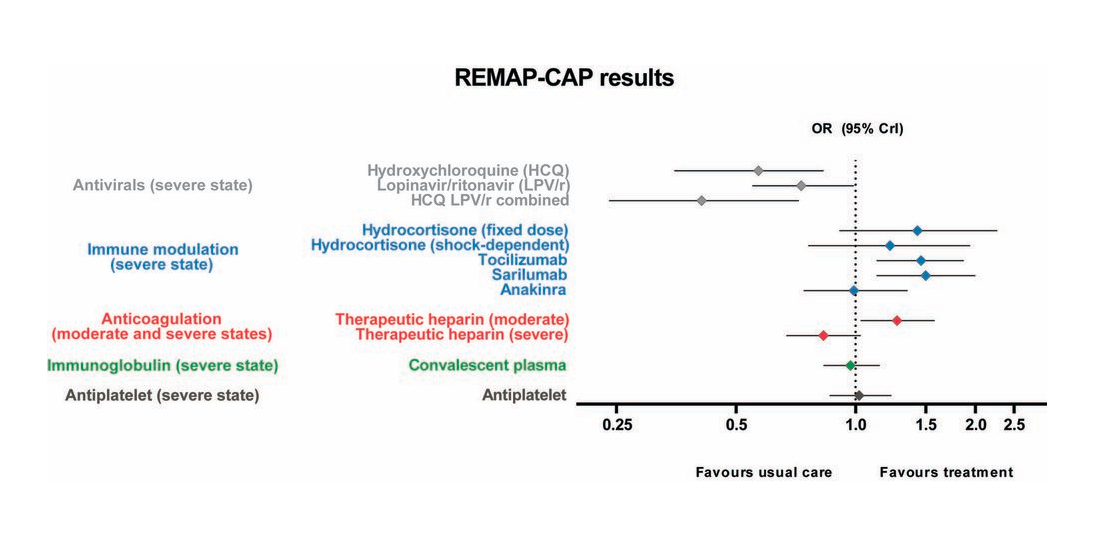 REMAP-CAP results
OR (95% CrI)
Antivirals (severe state)
Hydroxychloroquine (HCQ)
Lopinavir/ritonavir (LPV/r)
HCQ LPV/r combined
Immune modulation
(severe state)
Hydrocortisone (fixed dose)
Hydrocortisone (shock-dependent)
Tocilizumab
Sarilumab
Anakinra
Anticoagulation
(moderate and severe states)
Therapeutic heparin (moderate)
Therapeutic heparin (severe)
Immunoglobulin (severe state)
Convalescent plasma
Antiplatelet (severe state)
Antiplatelet
0.25 0.5 1.0 1.5 2.0 2.5
Favours usual care Favours treatment